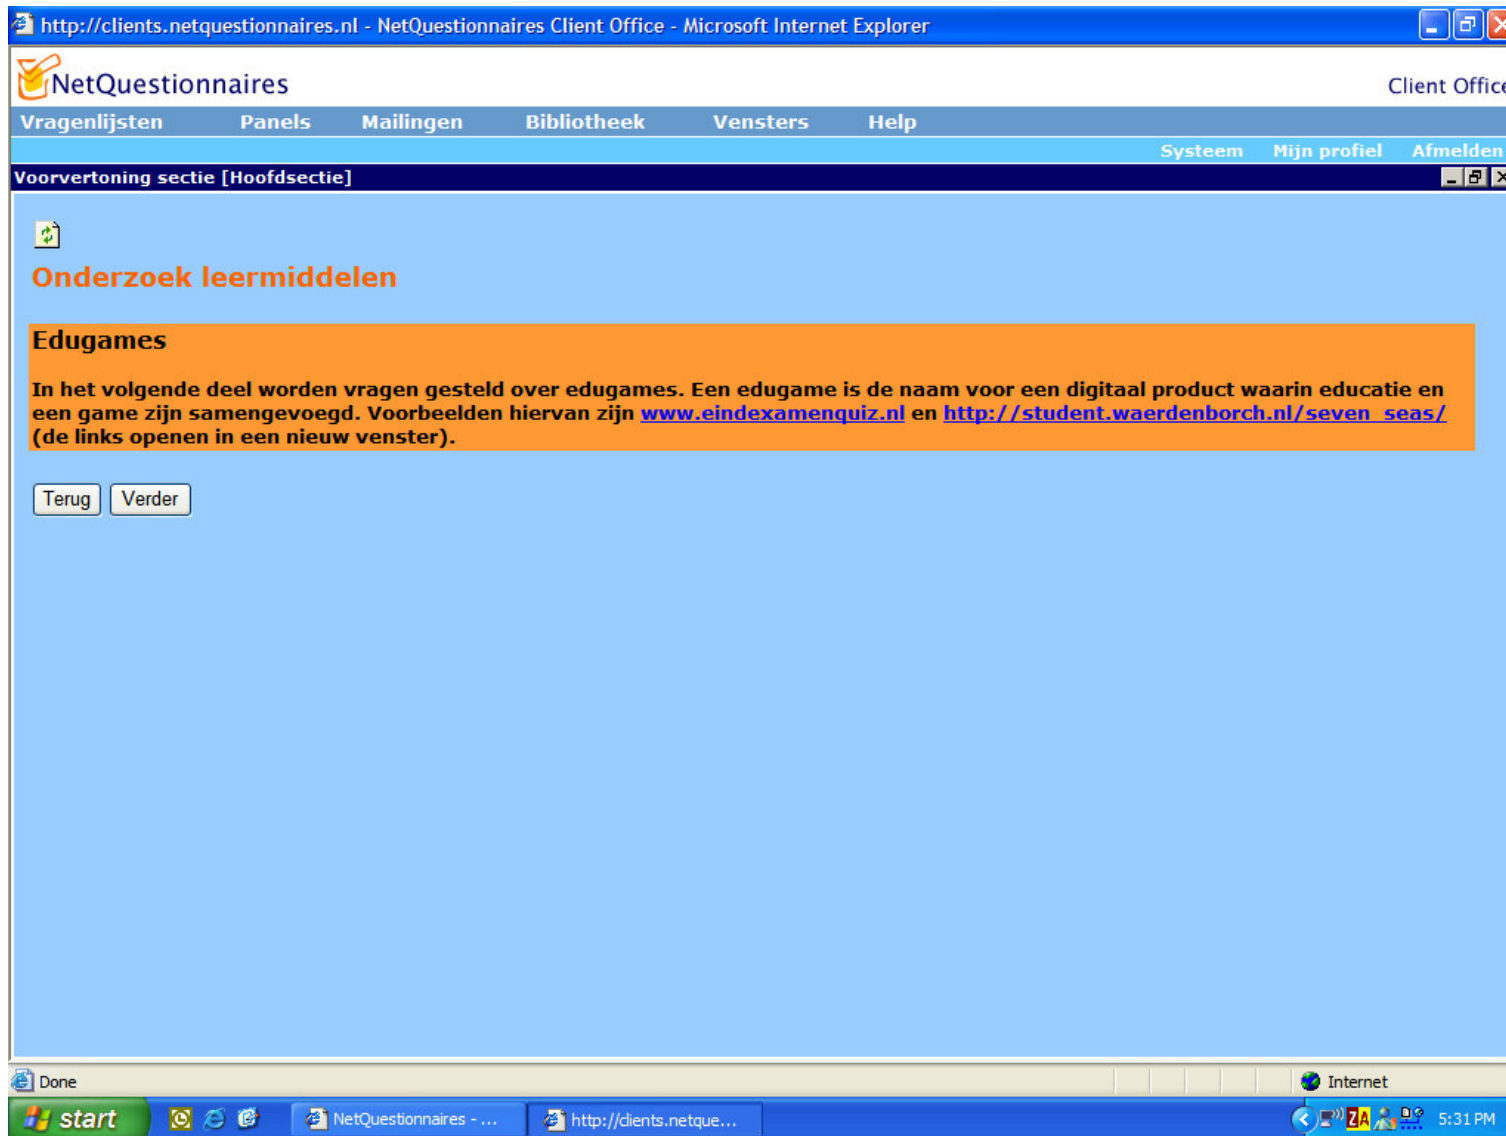 http://clients.netquestionnaires.nl - NetQuestionnaires Client Office - Microsoft Internet Explorer
NetQuestionnaires
Client Office
Vragenlijsten Panels Mailingen Bibliotheek Vensters Help
Systeem Mijn profiel Afmelden
Voorvertoning sectie [Hoofdsectie]
Onderzoek leermiddelen
Edugames
In het volgende deel worden vragen gesteld over edugames. Een edugame is de naam voor een digitaal product waarin educatie en
een game zijn samengevoegd. Voorbeelden hiervan zijn www.eindexamenquiz.nl en http://student.waerdenborch.nl/seven_seas/
(de links openen in een nieuw venster).
Terug Verder
Done Internet
start NetQuestionnaires - ... http://clients.netque... ZA 5:31 PM